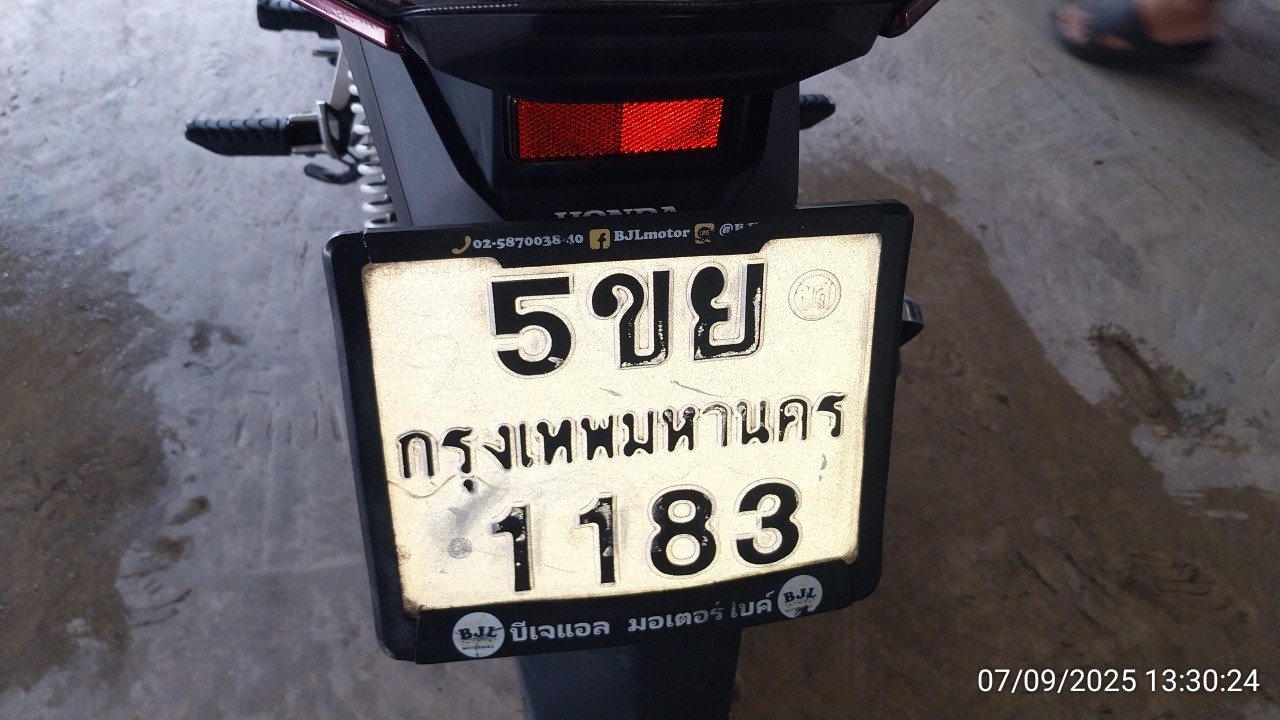 HONDA
02-5870038-40 BJLmotor LINE
5ขย
กรุงเทพมหานคร
1183
BJL บีเจแอล มอเตอร์ไบค์ BJL
07/09/2025 13:30:24